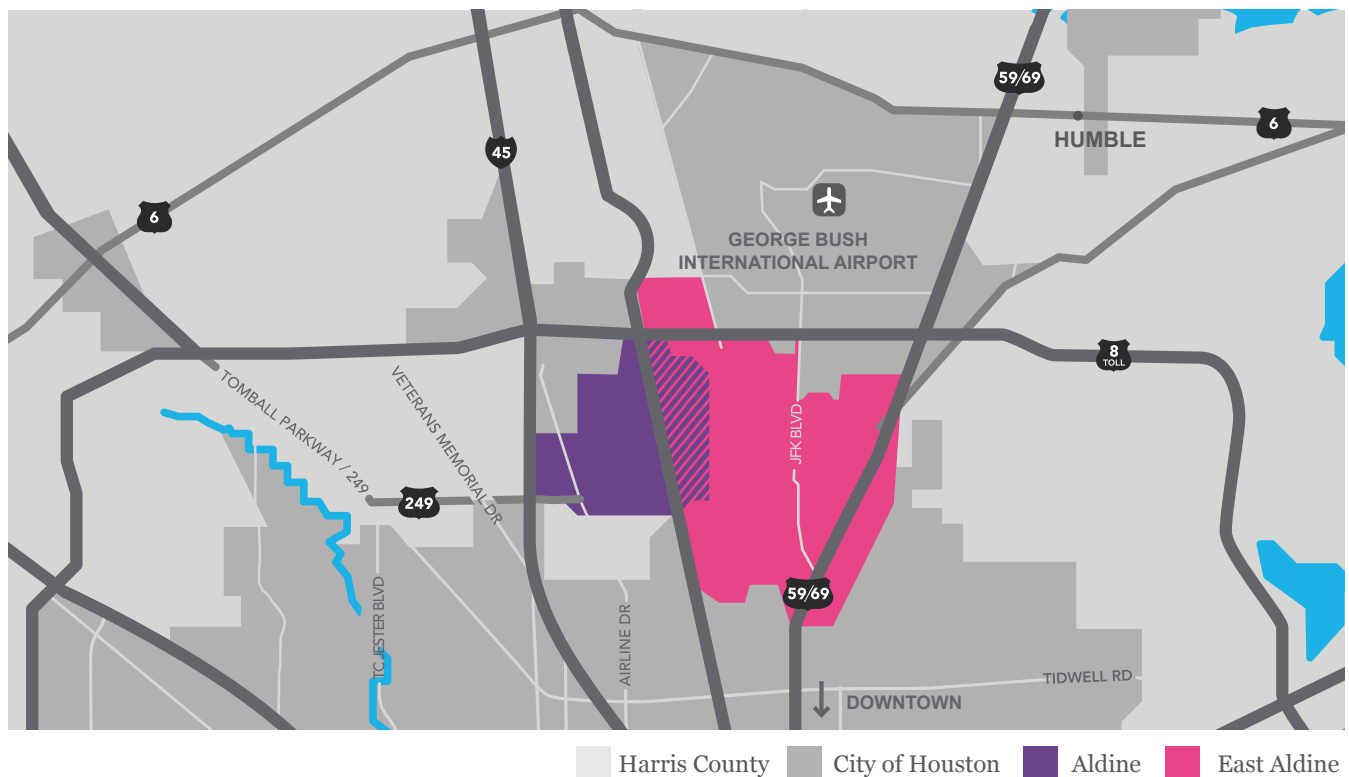 59/69
45
6
HUMBLE
6
GEORGE BUSH
INTERNATIONAL AIRPORT
8
TOLL
TOMBALL PARKWAY / 249
VETERANS MEMORIAL DR
JFK BLVD
249
59/69
TC JESTER BLVD
AIRLINE DR
TIDWELL RD
DOWNTOWN
Harris County
City of Houston
Aldine
East Aldine